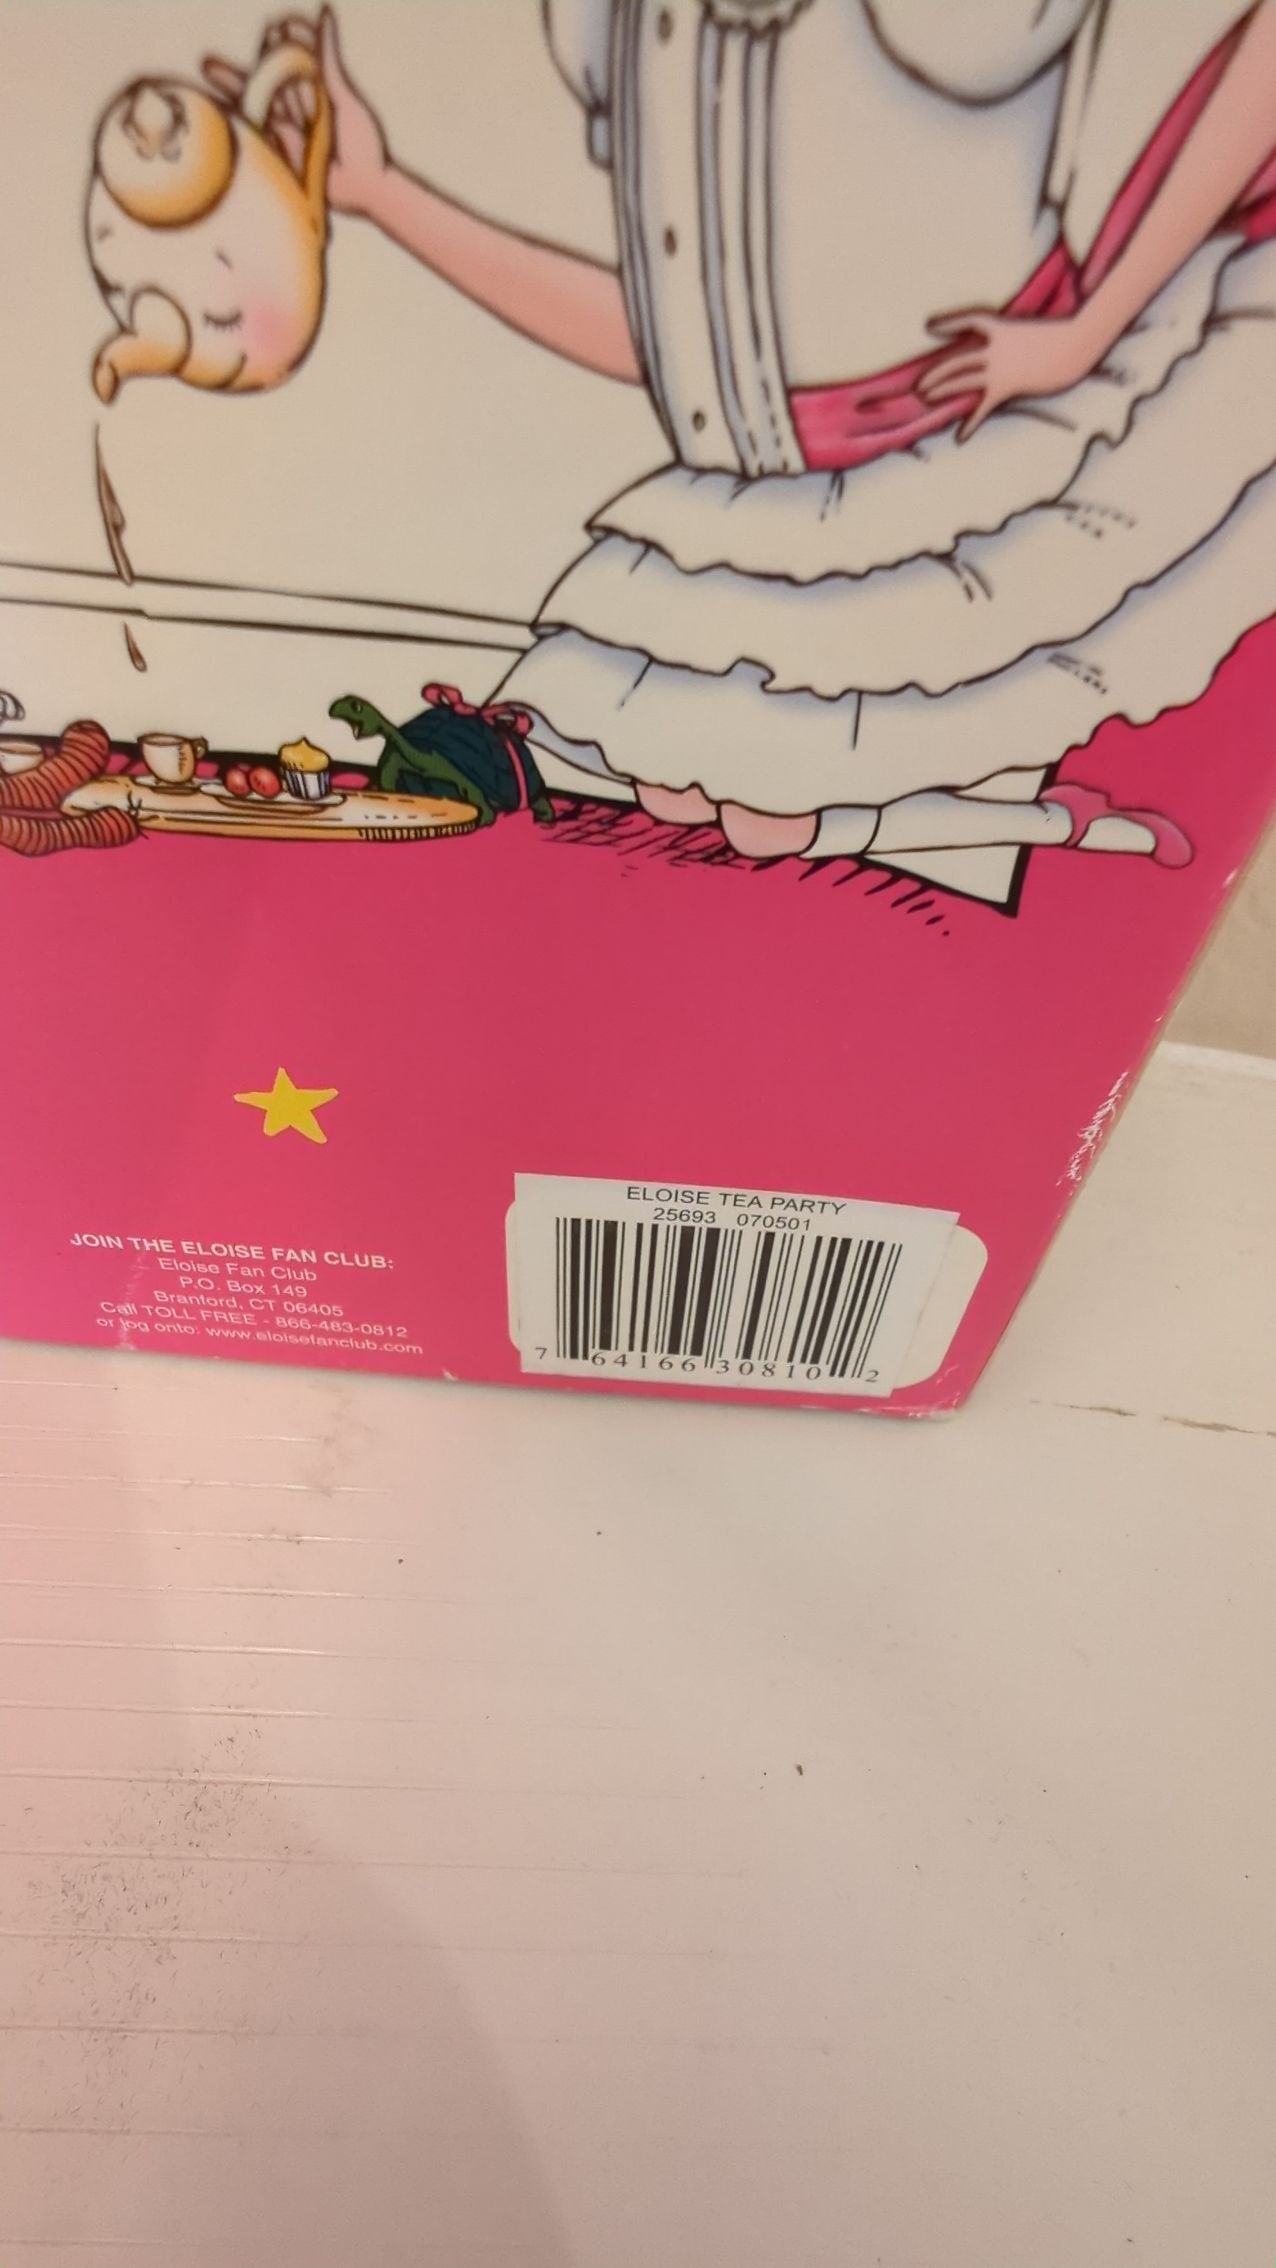 JOIN THE ELOISE FAN CLUB:
Eloise Fan Club
P.O. Box 149
Branford, CT 06405
Call TOLL FREE - 866-483-0812
or log onto: www.eloisefanclub.com
ELOISE TEA PARTY
25693 070501
7 64166 30810 2